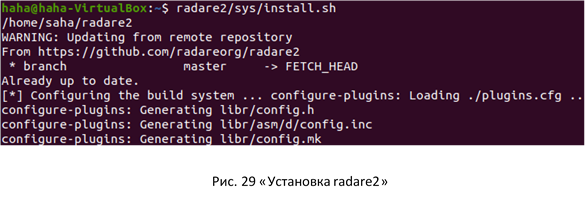 haha@haha-VirtualBox:~$ radare2/sys/install.sh
/home/saha/radare2
WARNING: Updating from remote repository
From https://github.com/radareorg/radare2
 * branch            master     -> FETCH_HEAD
Already up to date.
[*] Configuring the build system ... configure-plugins: Loading ./plugins.cfg ..
configure-plugins: Generating libr/config.h
configure-plugins: Generating libr/asm/d/config.inc
configure-plugins: Generating libr/config.mk
Рис. 29 «Установка radare2»